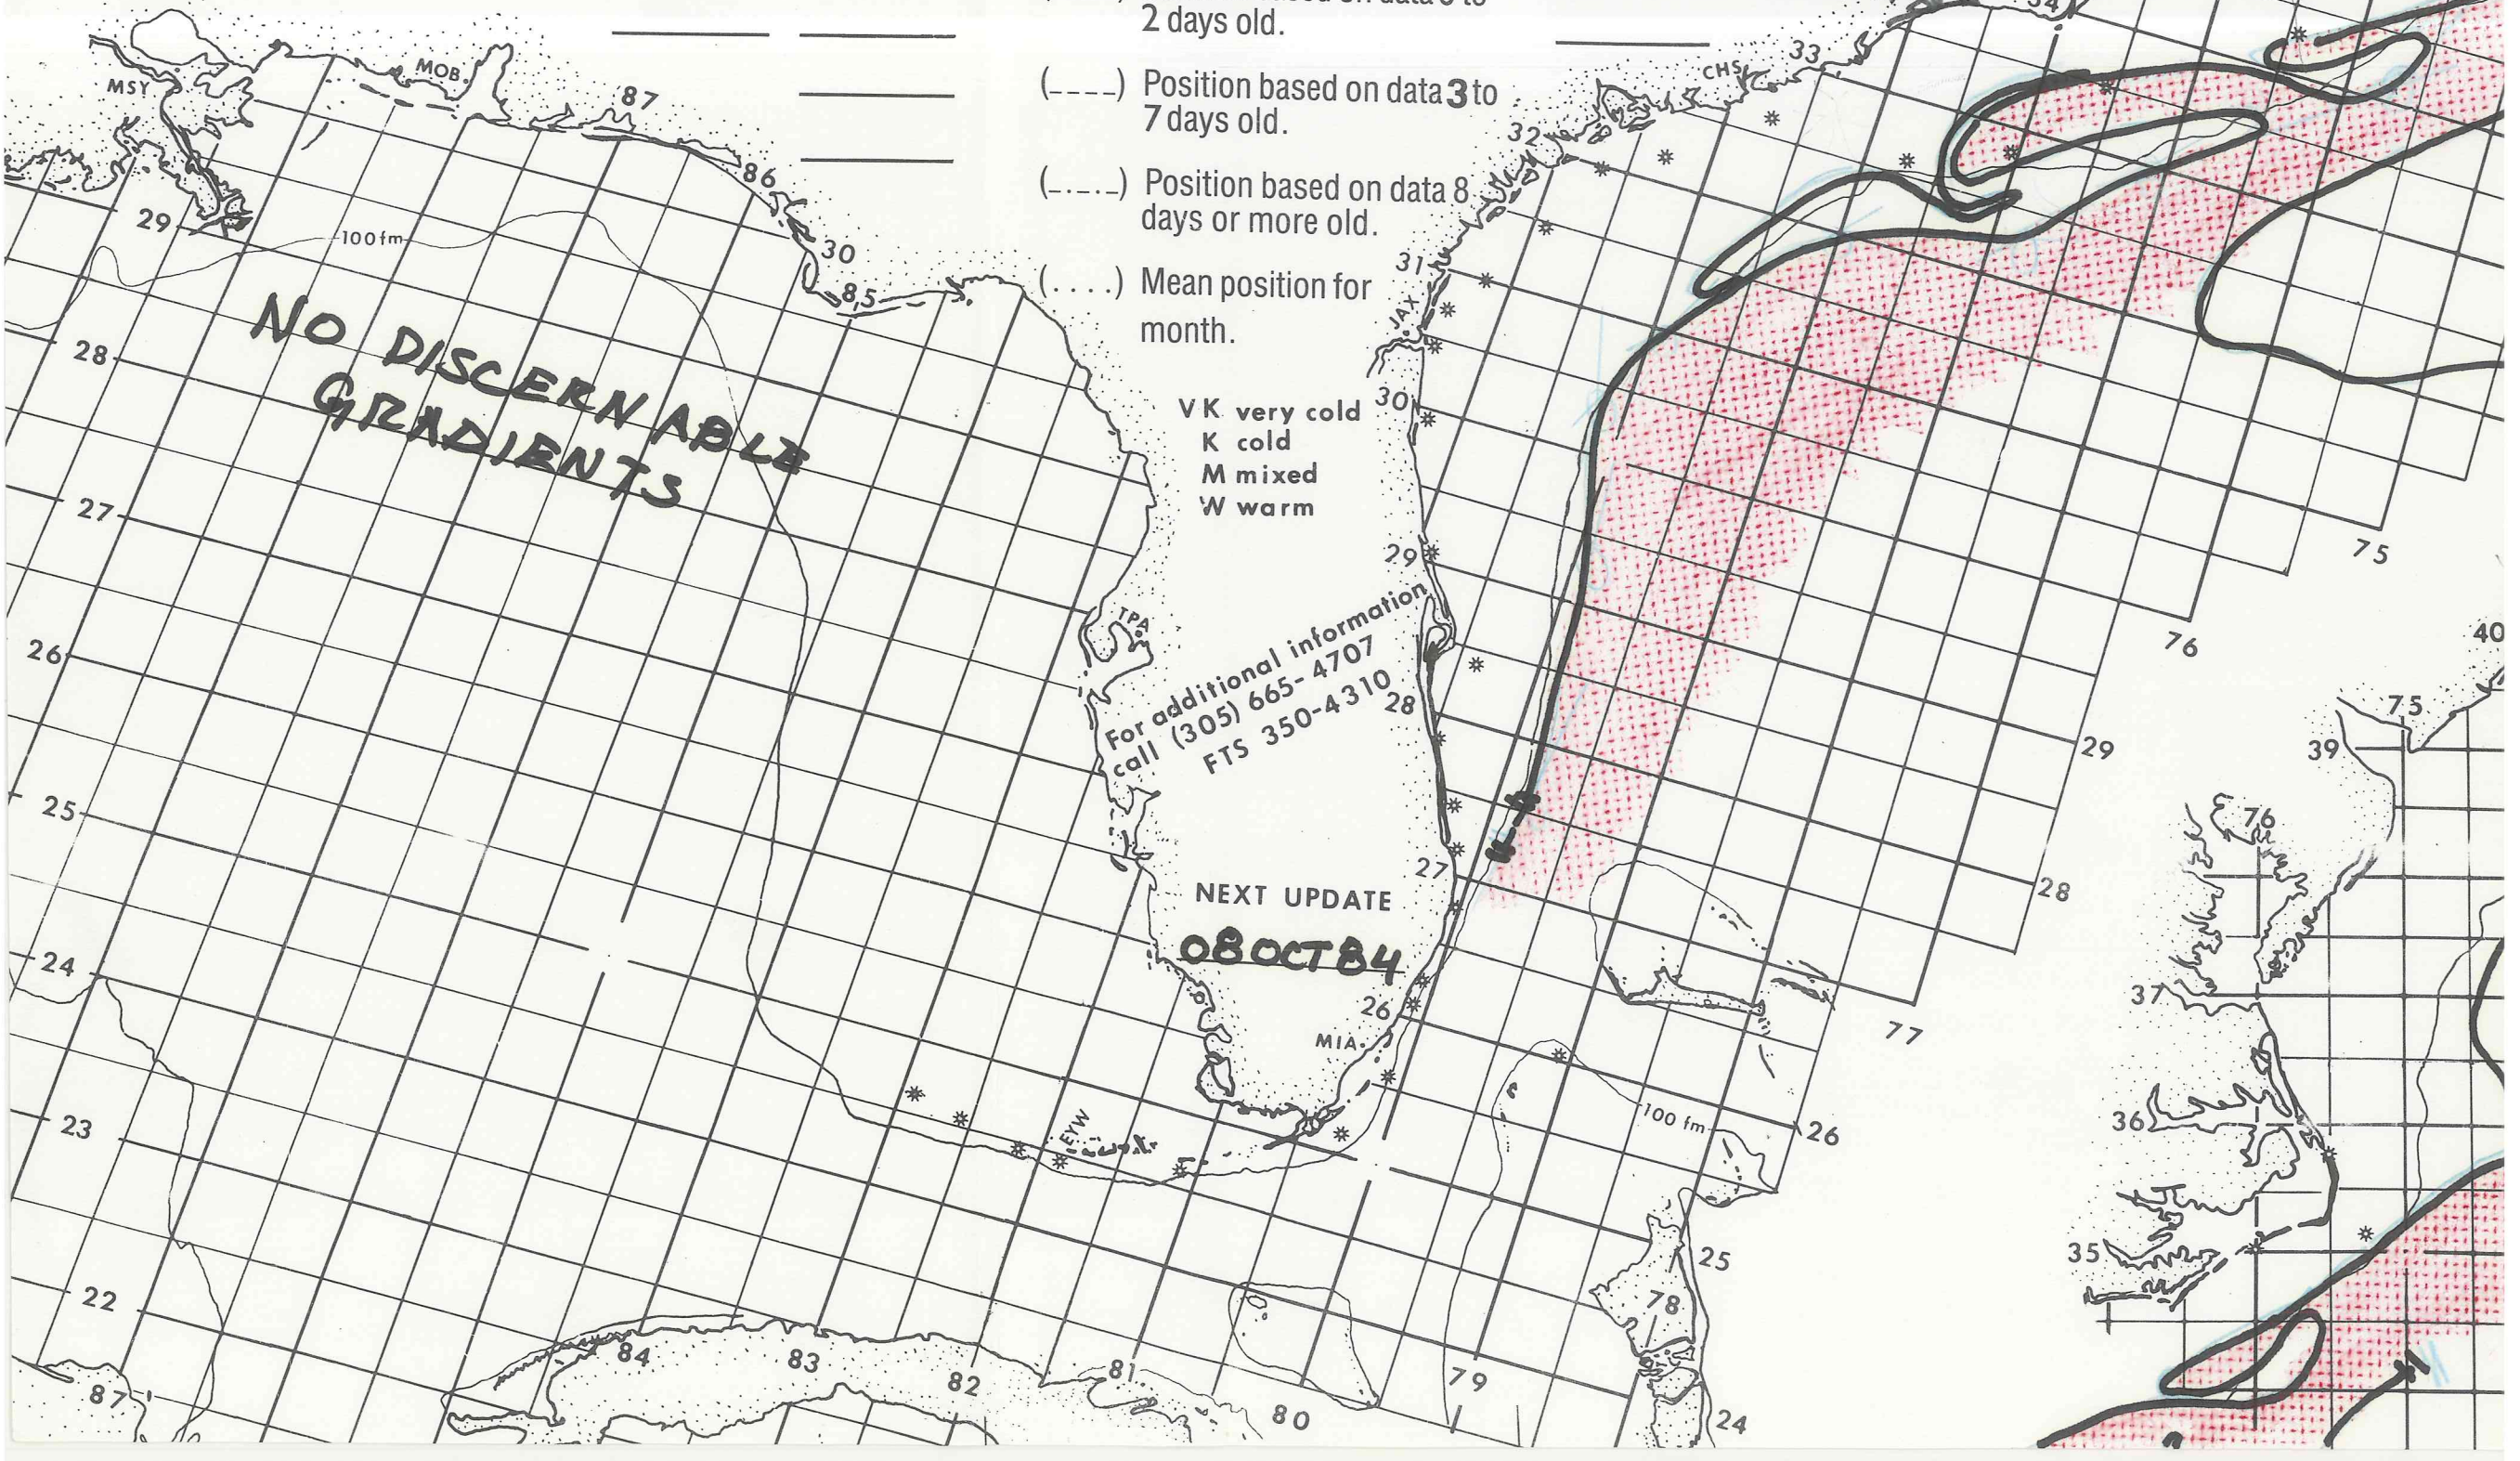 2 days old.
(____) Position based on data 3 to
7 days old.
(_._._) Position based on data 8
days or more old.
(....) Mean position for
month.
VK very cold
K cold
M mixed
W warm
For additional information
call (305) 665-4707
FTS 350-4310
NEXT UPDATE
08OCT84
NO DISCERNABLE
GRADIENTS
MSY
MOB.
87
86
30
85
29
100fm
28
27
26
25
24
23
22
87
84
83
82
81
80
79
78
TPA
EYW
MIA.
JAX
CHS
34
33
32
31
30
29
28
27
26
75
76
29
28
77
26
100 fm
25
24
40
75
39
76
37
36
35